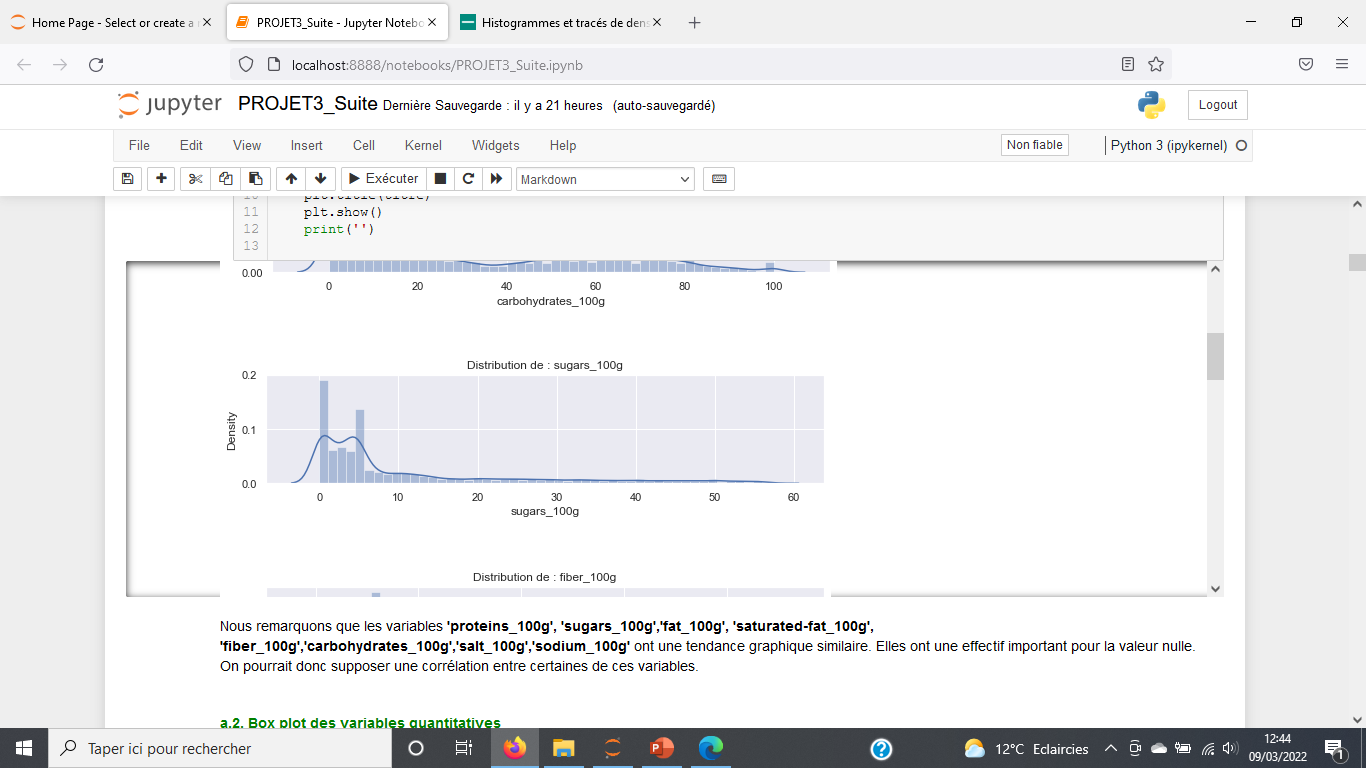 Home Page - Select or create a
PROJET3_Suite - Jupyter Notebo
Histogrammes et tracés de dens
localhost:8888/notebooks/PROJET3_Suite.ipynb
jupyter PROJET3_Suite Dernière Sauvegarde : il y a 21 heures (auto-sauvegardé)
Logout
File Edit View Insert Cell Kernel Widgets Help
Non fiable
Python 3 (ipykernel)
Exécuter
Markdown
10 plt.title(titre)
11 plt.show()
12 print('')
13
0.00
0 20 40 60 80 100
carbohydrates_100g
Distribution de : sugars_100g
0.2
0.1
0.0
Density
0 10 20 30 40 50 60
sugars_100g
Distribution de : fiber_100g
Nous remarquons que les variables 'proteins_100g', 'sugars_100g','fat_100g', 'saturated-fat_100g',
'fiber_100g','carbohydrates_100g','salt_100g','sodium_100g' ont une tendance graphique similaire. Elles ont une effectif important pour la valeur nulle.
On pourrait donc supposer une corrélation entre certaines de ces variables.
a.2. Box plot des variables quantitatives
Taper ici pour rechercher
12°C Eclaircies
12:44
09/03/2022
1